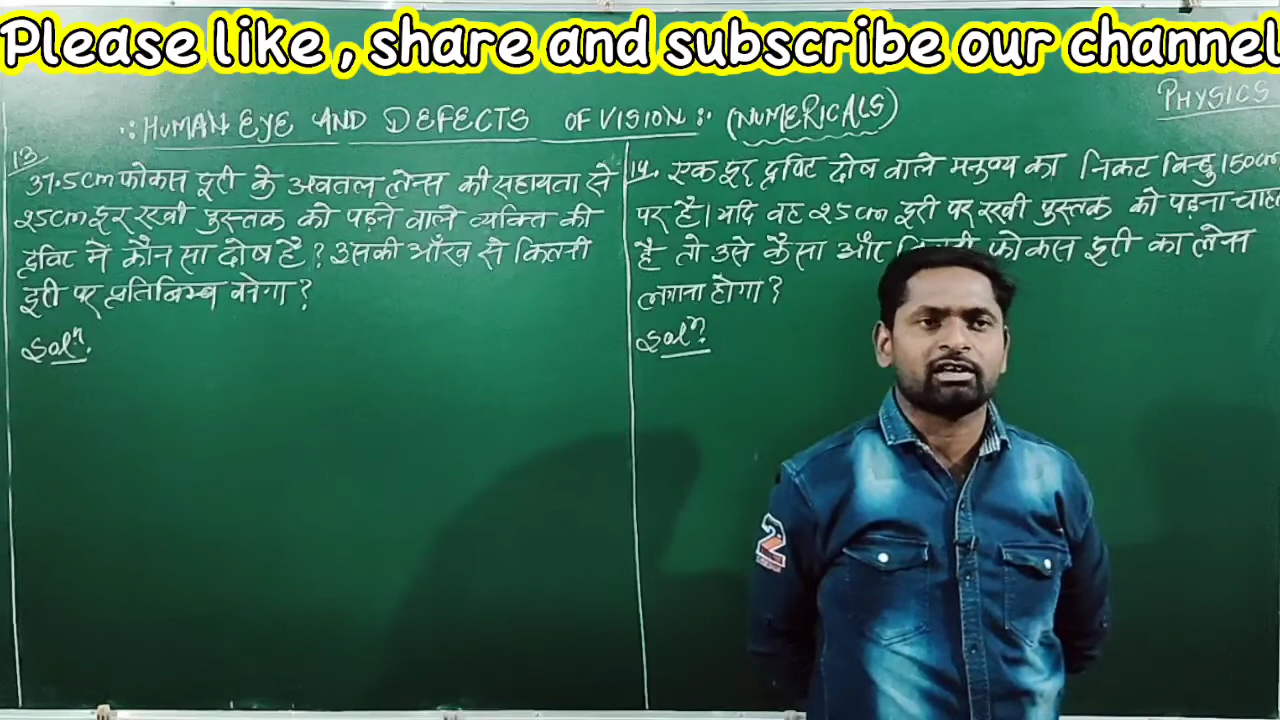 Please like , share and subscribe our channel
PHYSICS
∴ HUMAN EYE AND DEFECTS OF VISION :- (NUMERICALS)
13
37.5cm फोकस दूरी के अवतल लेन्स की सहायता से
25cm दूर रखी पुस्तक को पढ़ने वाले व्यक्ति की
दृष्टि में कौन सा दोष है ? उसकी आँख से कितनी
दूरी पर प्रतिबिम्ब बनेगा ?
Solⁿ.
14. एक दूर दृष्टि दोष वाले मनुष्य का निकट बिन्दु 150cm
पर है। यदि वह 25cm दूरी पर रखी पुस्तक को पढ़ना चाहता
है तो उसे कैसा और फोकस दूरी का लेन्स
लगाना होगा ?
Solⁿ?
2